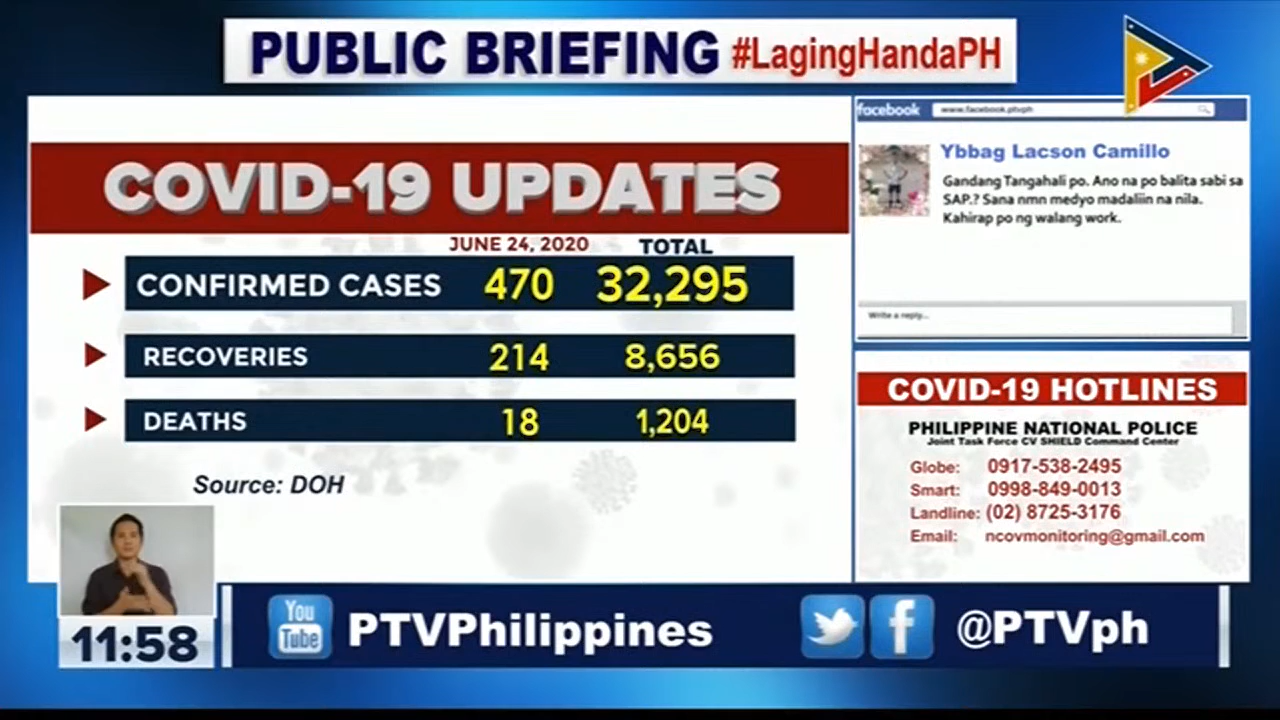 PUBLIC BRIEFING #LagingHandaPH
COVID-19 UPDATES
JUNE 24, 2020 TOTAL
CONFIRMED CASES 470 32,295
RECOVERIES 214 8,656
DEATHS 18 1,204
Source: DOH
facebook www.facebook.ptvph
Ybbag Lacson Camillo
Gandang Tangahali po. Ano na po balita sabi sa
SAP.? Sana nmn medyo madaliin na nila.
Kahirap po ng walang work.
Write a reply...
COVID-19 HOTLINES
PHILIPPINE NATIONAL POLICE
Joint Task Force CV SHIELD Command Center
Globe: 0917-538-2495
Smart: 0998-849-0013
Landline: (02) 8725-3176
Email: ncovmonitoring@gmail.com
11:58
You Tube PTVPhilippines
@PTVph